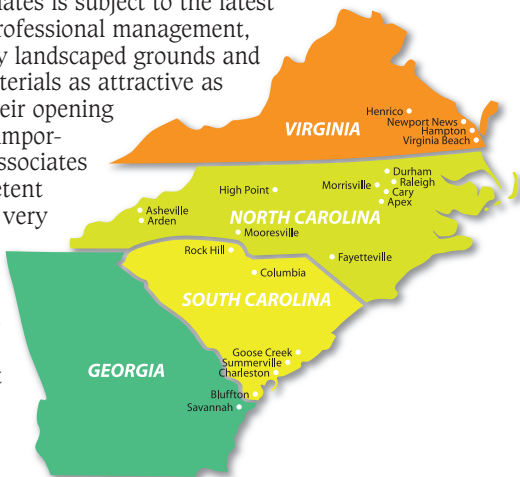 ates is subject to the latest
rofessional management,
y landscaped grounds and
terials as attractive as
eir opening
impor-
ssociates
etent
very
t
VIRGINIA
Henrico
Newport News
Hampton
Virginia Beach
NORTH CAROLINA
High Point
Morrisville
Durham
Raleigh
Cary
Apex
Asheville
Arden
Mooresville
Fayetteville
SOUTH CAROLINA
Rock Hill
Columbia
Goose Creek
Summerville
Charleston
Bluffton
GEORGIA
Savannah